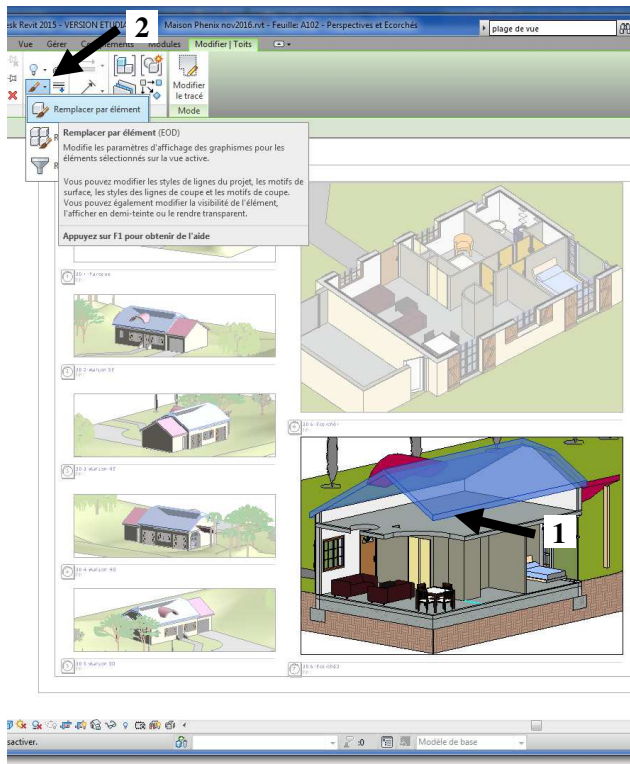 esk Revit 2015 - VERSION ETUDIA
Maison Phenix nov2016.rvt - Feuille: A102 - Perspectives et Ecorchés
plage de vue
2
Vue Gérer Modules Modifier | Toits
Modifier
le tracé
Mode
Remplacer par élément
Remplacer par élément (EOD)
Modifie les paramètres d'affichage des graphismes pour les
éléments sélectionnés sur la vue active.
Vous pouvez modifier les styles de lignes du projet, les motifs de
surface, les styles des lignes de coupe et les motifs de coupe.
Vous pouvez également modifier la visibilité de l'élément,
l'afficher en demi-teinte ou le rendre transparent.
Appuyez sur F1 pour obtenir de l'aide
1
sactiver.
:0
Modèle de base